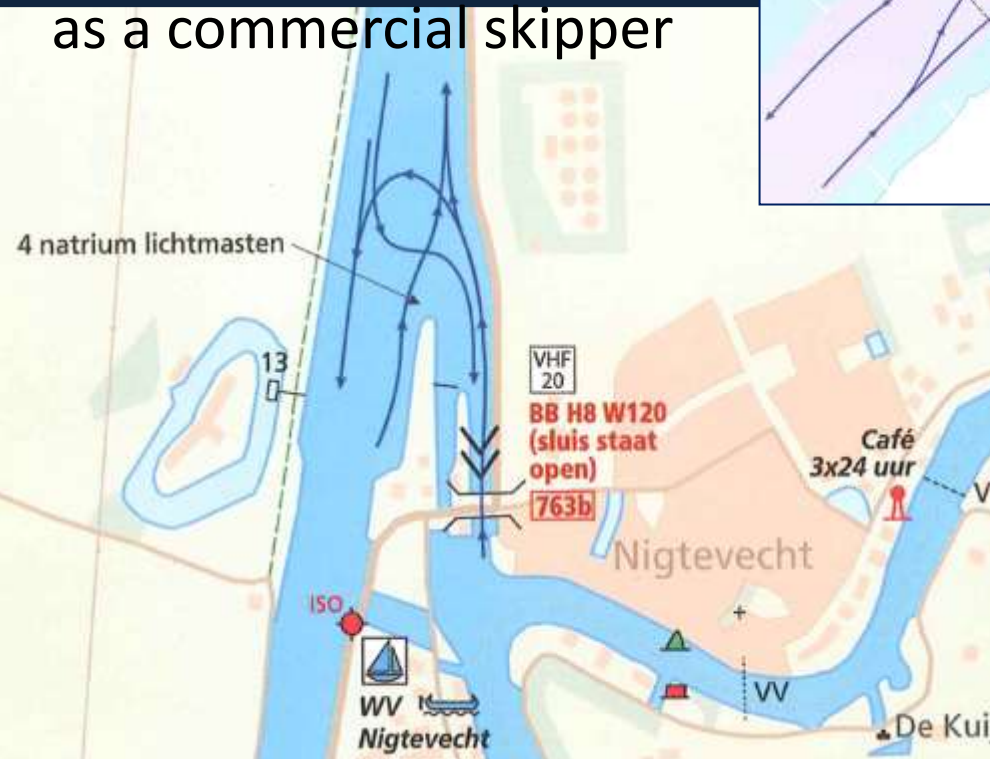 as a commercial skipper
4 natrium lichtmasten
13
VHF
20
BB H8 W120
(sluis staat
open)
763b
Café
3x24 uur
V
Nigtevecht
ISO
WV
Nigtevecht
VV
De Kui